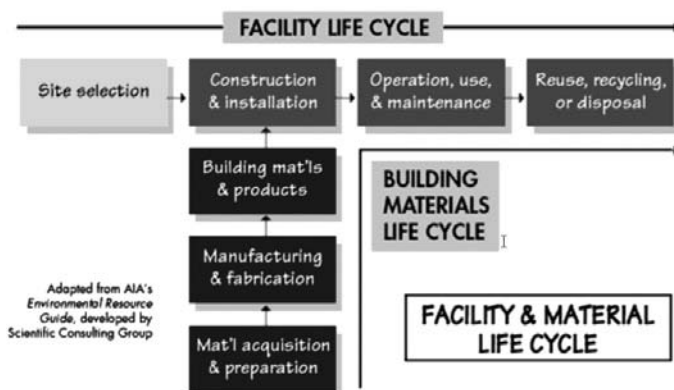 FACILITY LIFE CYCLE
Site selection
Construction
& installation
Operation, use,
& maintenance
Reuse, recycling,
or disposal
Building mat'ls
& products
BUILDING
MATERIALS
LIFE CYCLE
Manufacturing
& fabrication
Adapted from AIA's
Environmental Resource
Guide, developed by
Scientific Consulting Group
FACILITY & MATERIAL
LIFE CYCLE
Mat'l acquisition
& preparation